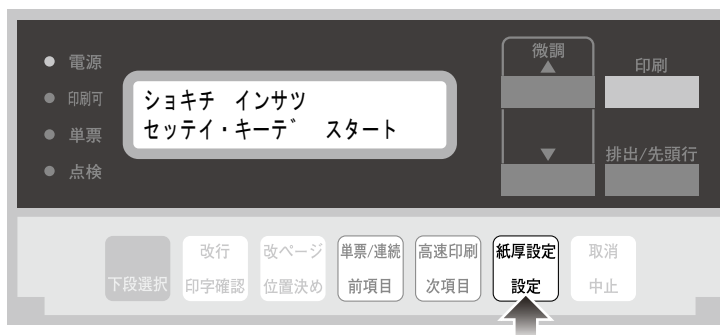 電源
印刷可
単票
点検
ショキチ インサツ
セッテイ・キーデ゛ スタート
微調
▲
▼
印刷
排出/先頭行
下段選択
改行
印字確認
改ページ
位置決め
単票/連続
前項目
高速印刷
次項目
紙厚設定
設定
取消
中止